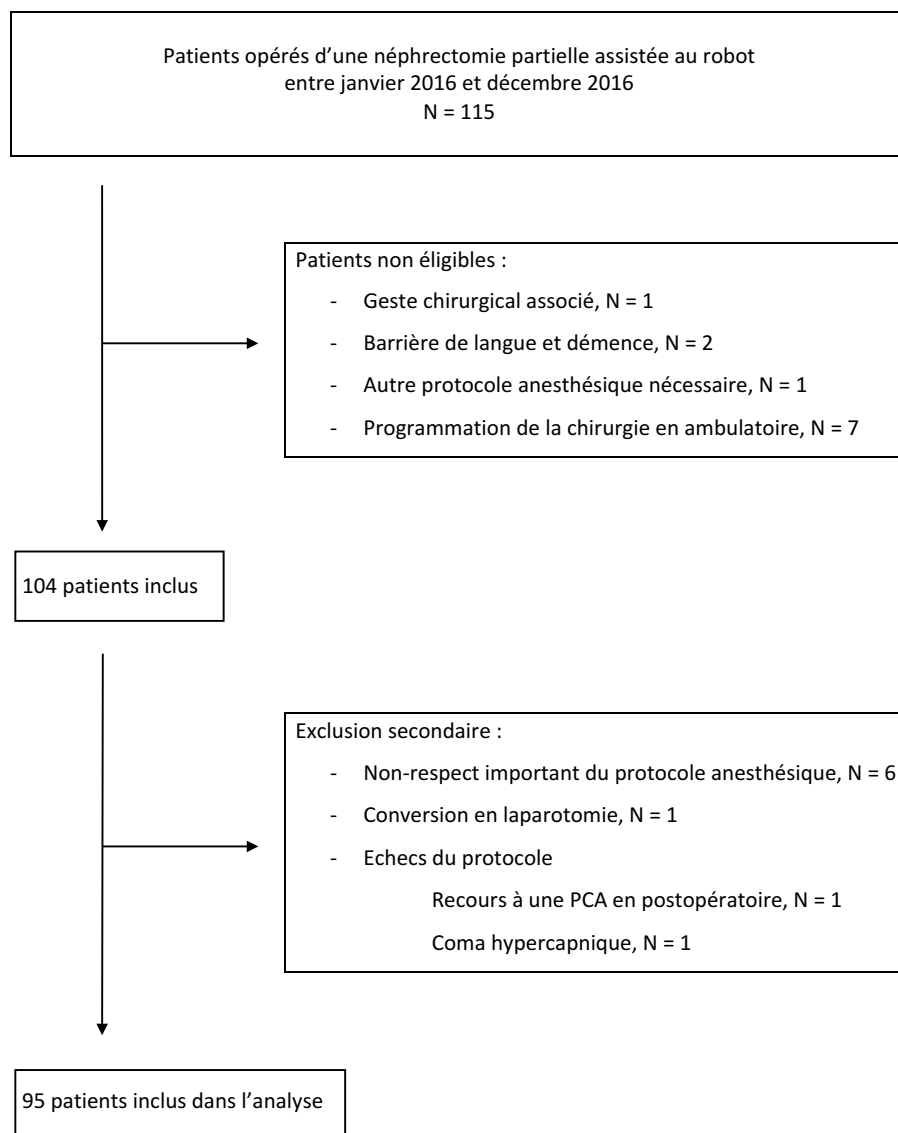 Patients opérés d’une néphrectomie partielle assistée au robot
entre janvier 2016 et décembre 2016
N = 115
Patients non éligibles :
- Geste chirurgical associé, N = 1
- Barrière de langue et démence, N = 2
- Autre protocole anesthésique nécessaire, N = 1
- Programmation de la chirurgie en ambulatoire, N = 7
104 patients inclus
Exclusion secondaire :
- Non-respect important du protocole anesthésique, N = 6
- Conversion en laparotomie, N = 1
- Echecs du protocole
Recours à une PCA en postopératoire, N = 1
Coma hypercapnique, N = 1
95 patients inclus dans l’analyse